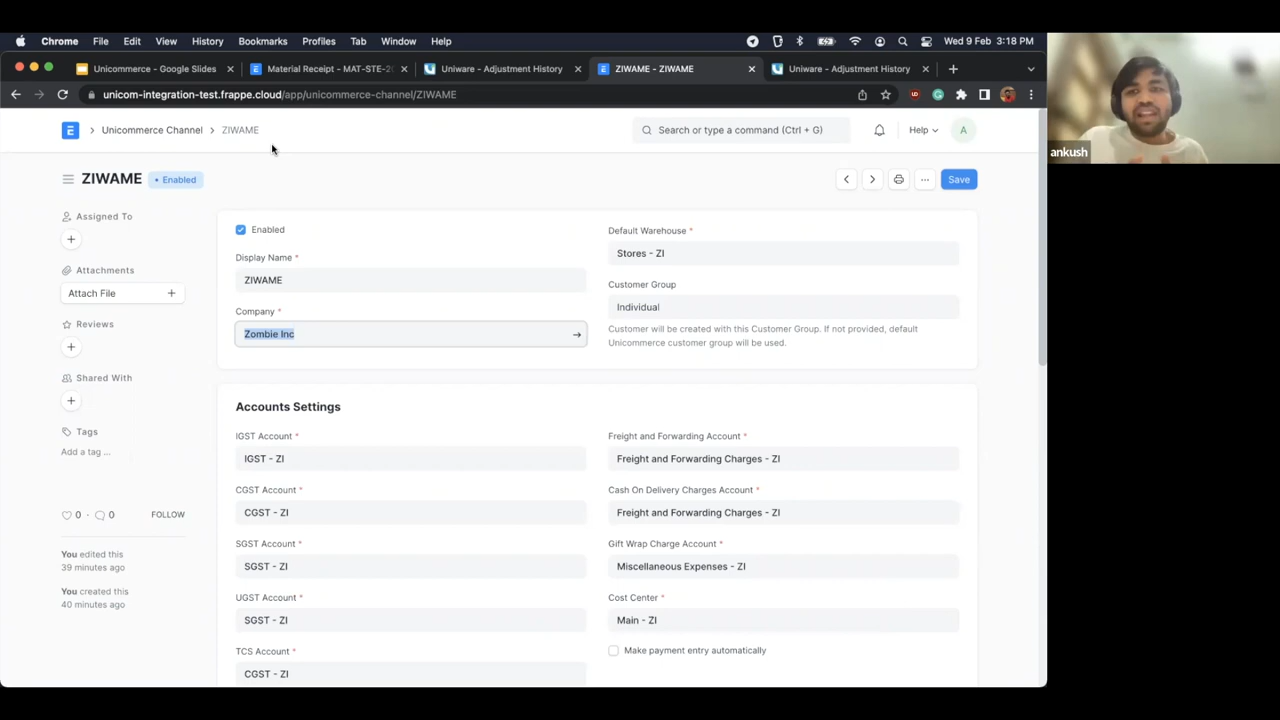 Chrome File Edit View History Bookmarks Profiles Tab Window Help Wed 9 Feb 3:18 PM
Unicommerce - Google Slides Material Receipt - MAT-STE-20 Uniware - Adjustment History ZIWAME - ZIWAME Uniware - Adjustment History
unicom-integration-test.frappe.cloud/app/unicommerce-channel/ZIWAME
E Unicommerce Channel ZIWAME Search or type a command (Ctrl + G) Help A
ankush
ZIWAME Enabled Save
Assigned To
Attachments
Attach File
Reviews
Shared With
Tags
Add a tag ...
0 · 0 FOLLOW
You edited this
39 minutes ago
You created this
40 minutes ago
Enabled
Display Name *
ZIWAME
Company *
Zombie Inc
Default Warehouse *
Stores - ZI
Customer Group
Individual
Customer will be created with this Customer Group. If not provided, default
Unicommerce customer group will be used.
Accounts Settings
IGST Account *
IGST - ZI
CGST Account *
CGST - ZI
SGST Account *
SGST - ZI
UGST Account *
SGST - ZI
TCS Account *
CGST - ZI
Freight and Forwarding Account *
Freight and Forwarding Charges - ZI
Cash On Delivery Charges Account *
Freight and Forwarding Charges - ZI
Gift Wrap Charge Account *
Miscellaneous Expenses - ZI
Cost Center *
Main - ZI
Make payment entry automatically